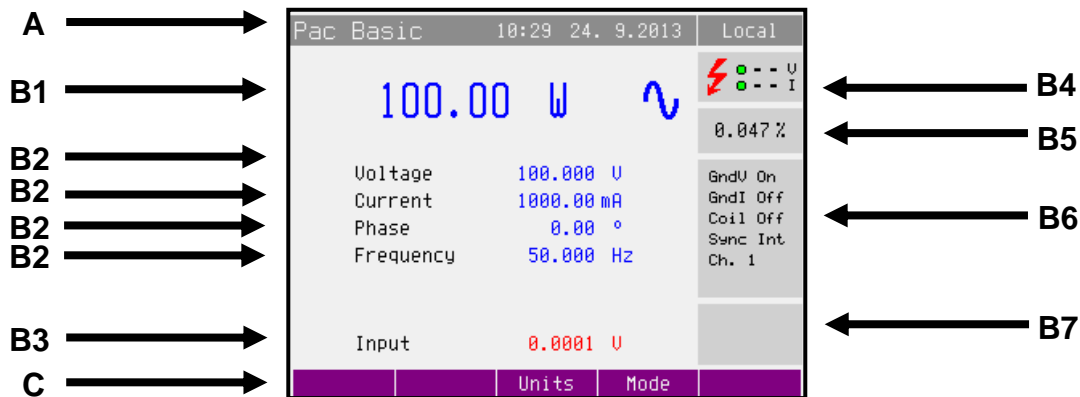 A
Pac Basic 10:29 24. 9.2013 Local
B1
100.00 W
-- V
-- I
B4
0.047 %
B5
B2
Voltage 100.000 V
B2
Current 1000.00 mA
B2
Phase 0.00 °
B2
Frequency 50.000 Hz
GndV On
GndI Off
Coil Off
Sync Int
Ch. 1
B6
B3
Input 0.0001 V
B7
C
Units Mode